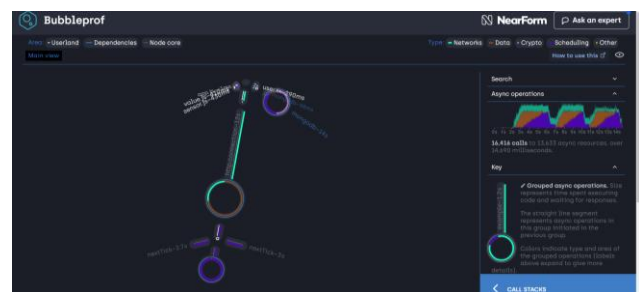 Bubbleprof
NearForm
Ask an expert
Area: Userland Dependencies Node core
Type: Networks Data Crypto Scheduling Other
Main view
How to use this
Search
Async operations
16,416 calls to 13,633 async resources, over
14,693 milliseconds.
Key
Grouped async operations. Size
represents time spent executing
code and waiting for responses.
The straight line segment
represents async operations in
this group initiated in the
previous group.
Colors indicate type and area of
the grouped operations (labels
above expand to give more
details).
CALL STACKS